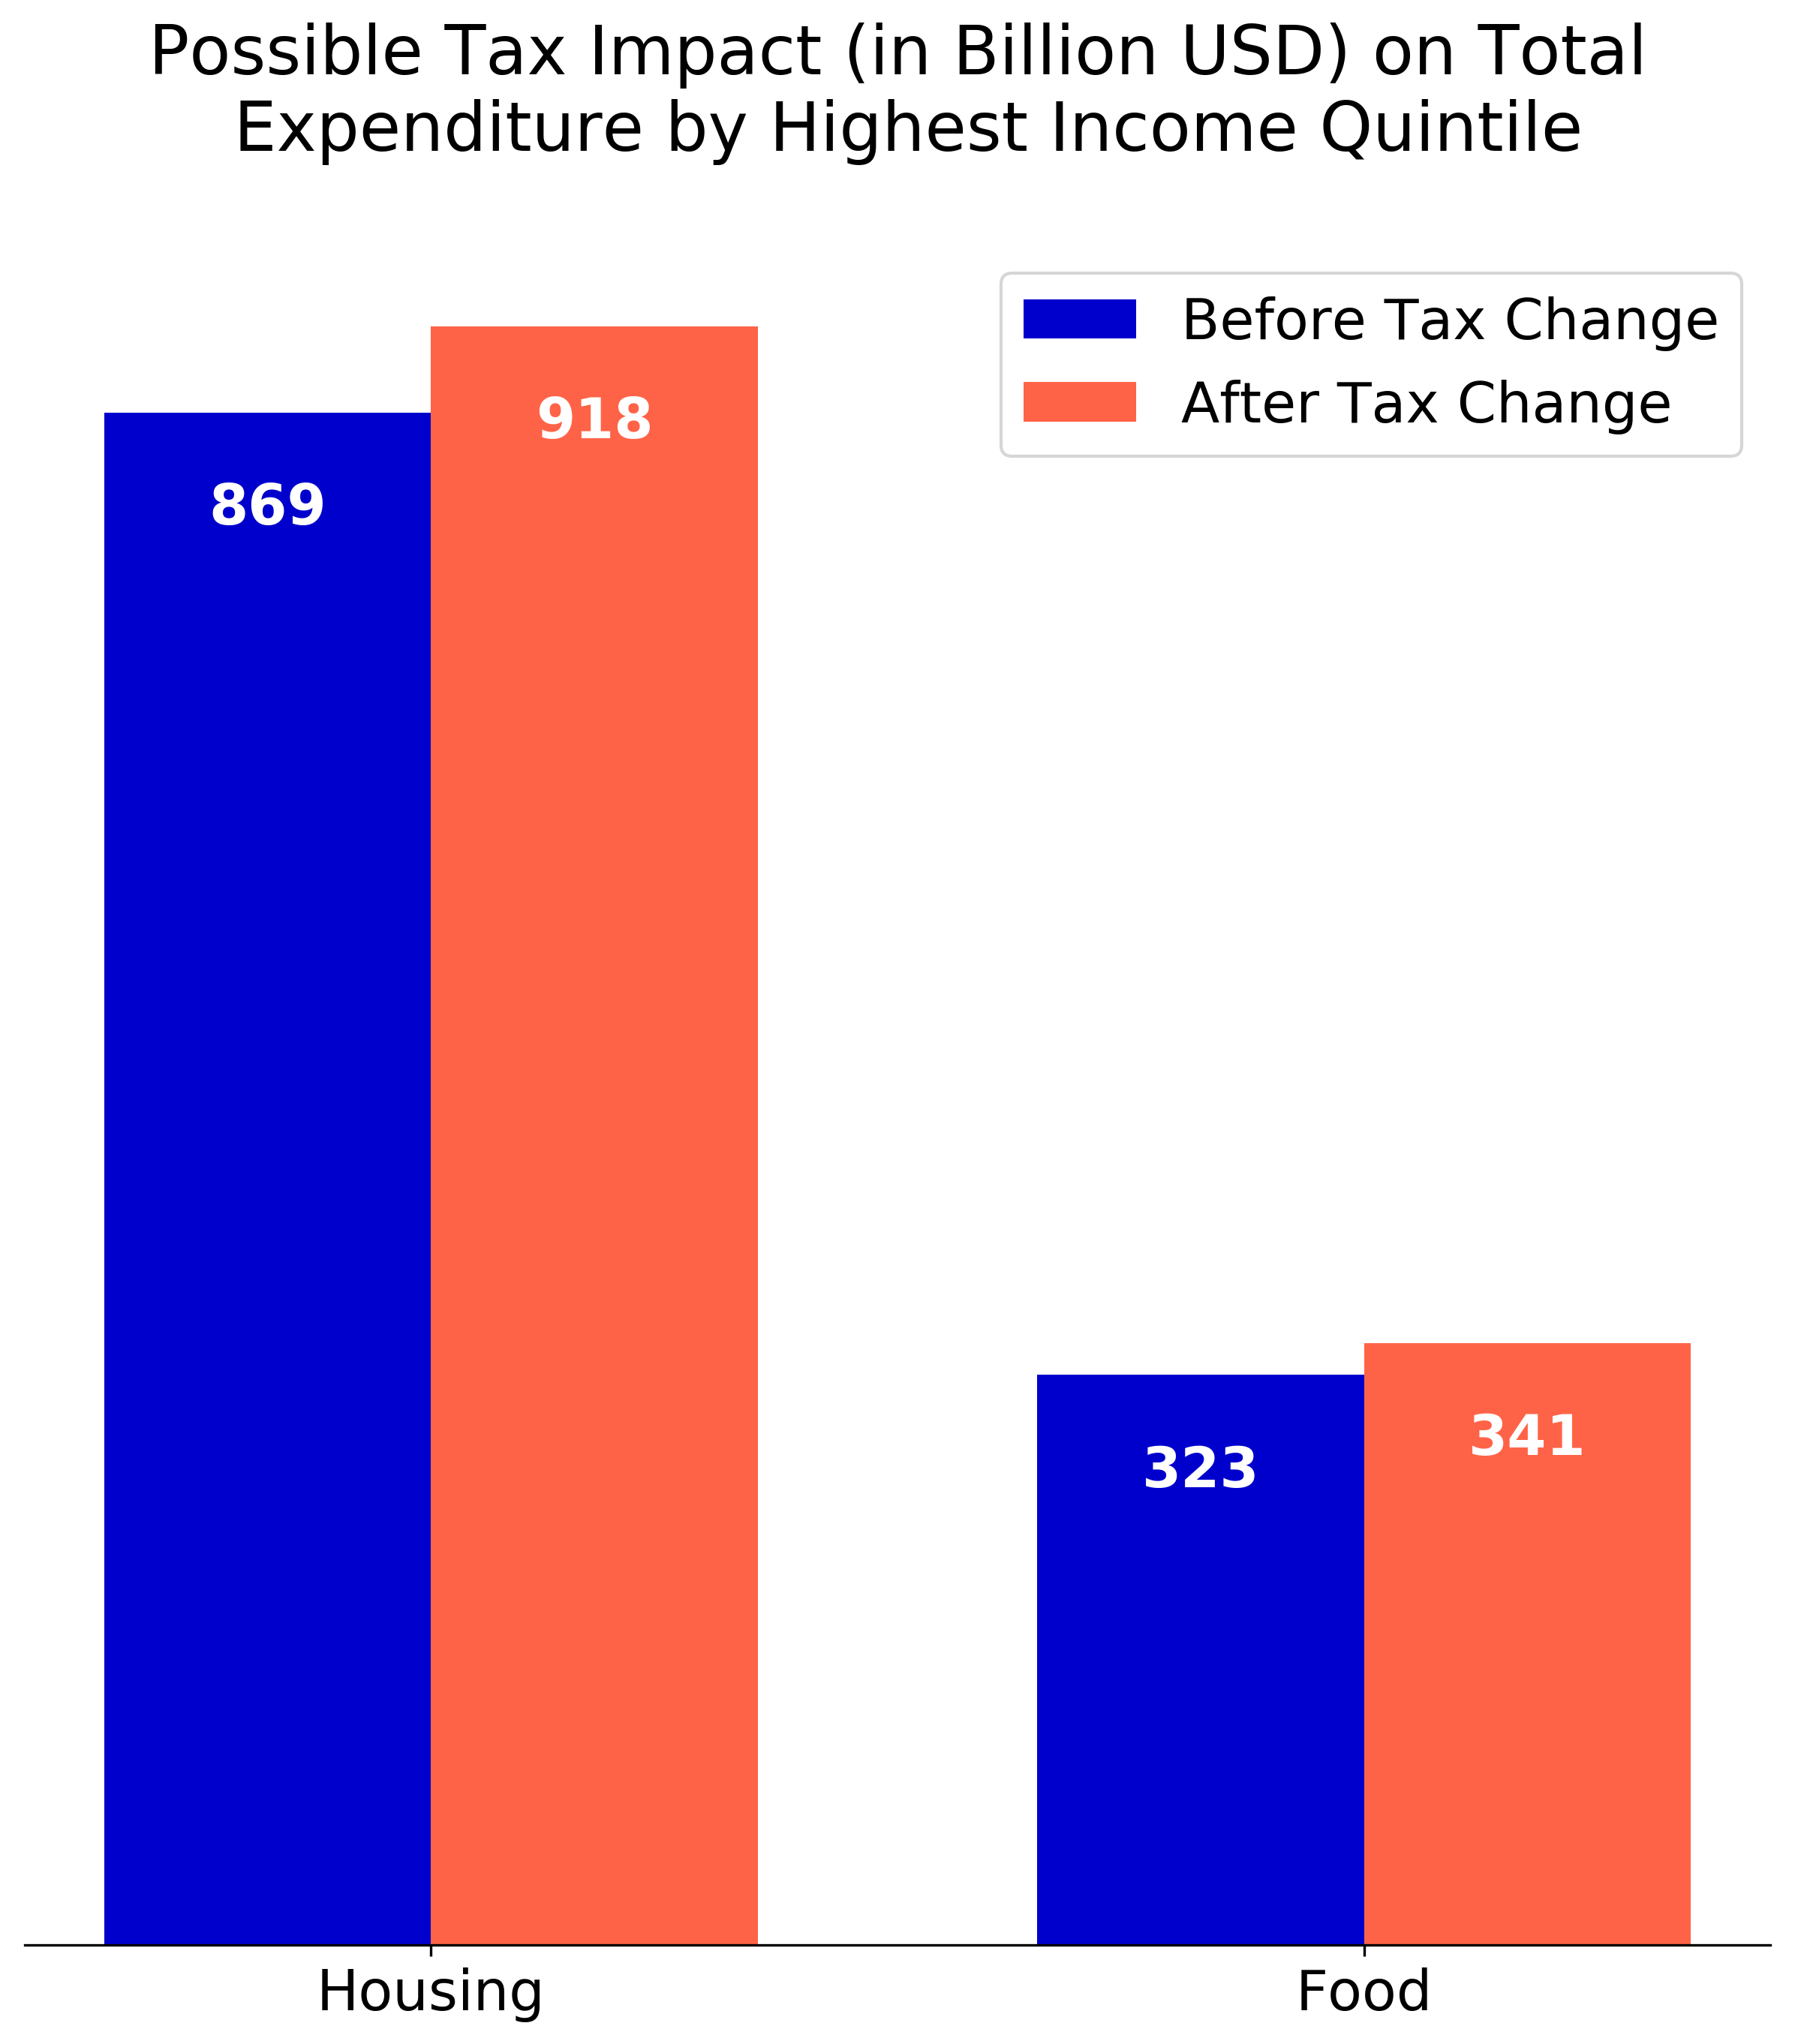 Possible Tax Impact (in Billion USD) on Total
Expenditure by Highest Income Quintile
Before Tax Change
After Tax Change
918
869
341
323
Housing
Food